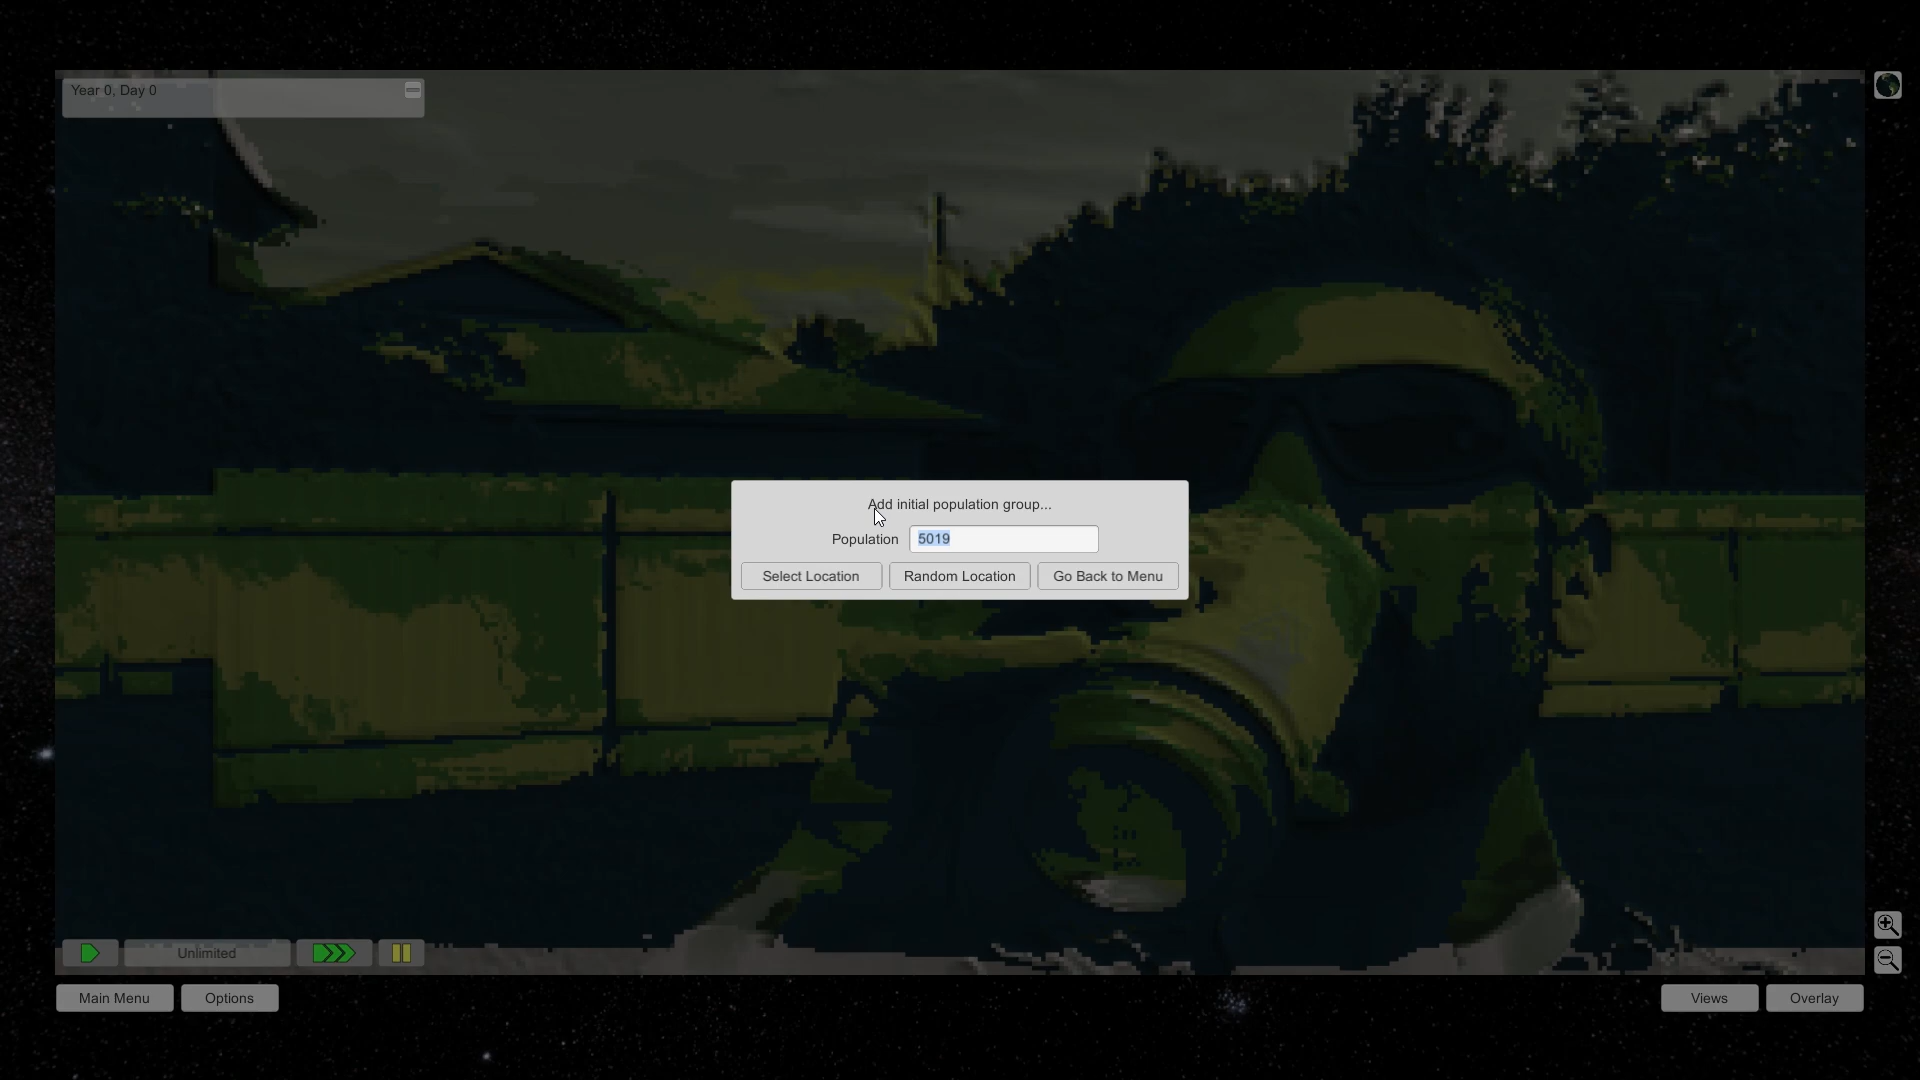 Year 0, Day 0
Add initial population group...
Population 5019
Select Location Random Location Go Back to Menu
Unlimited
Main Menu Options Views Overlay